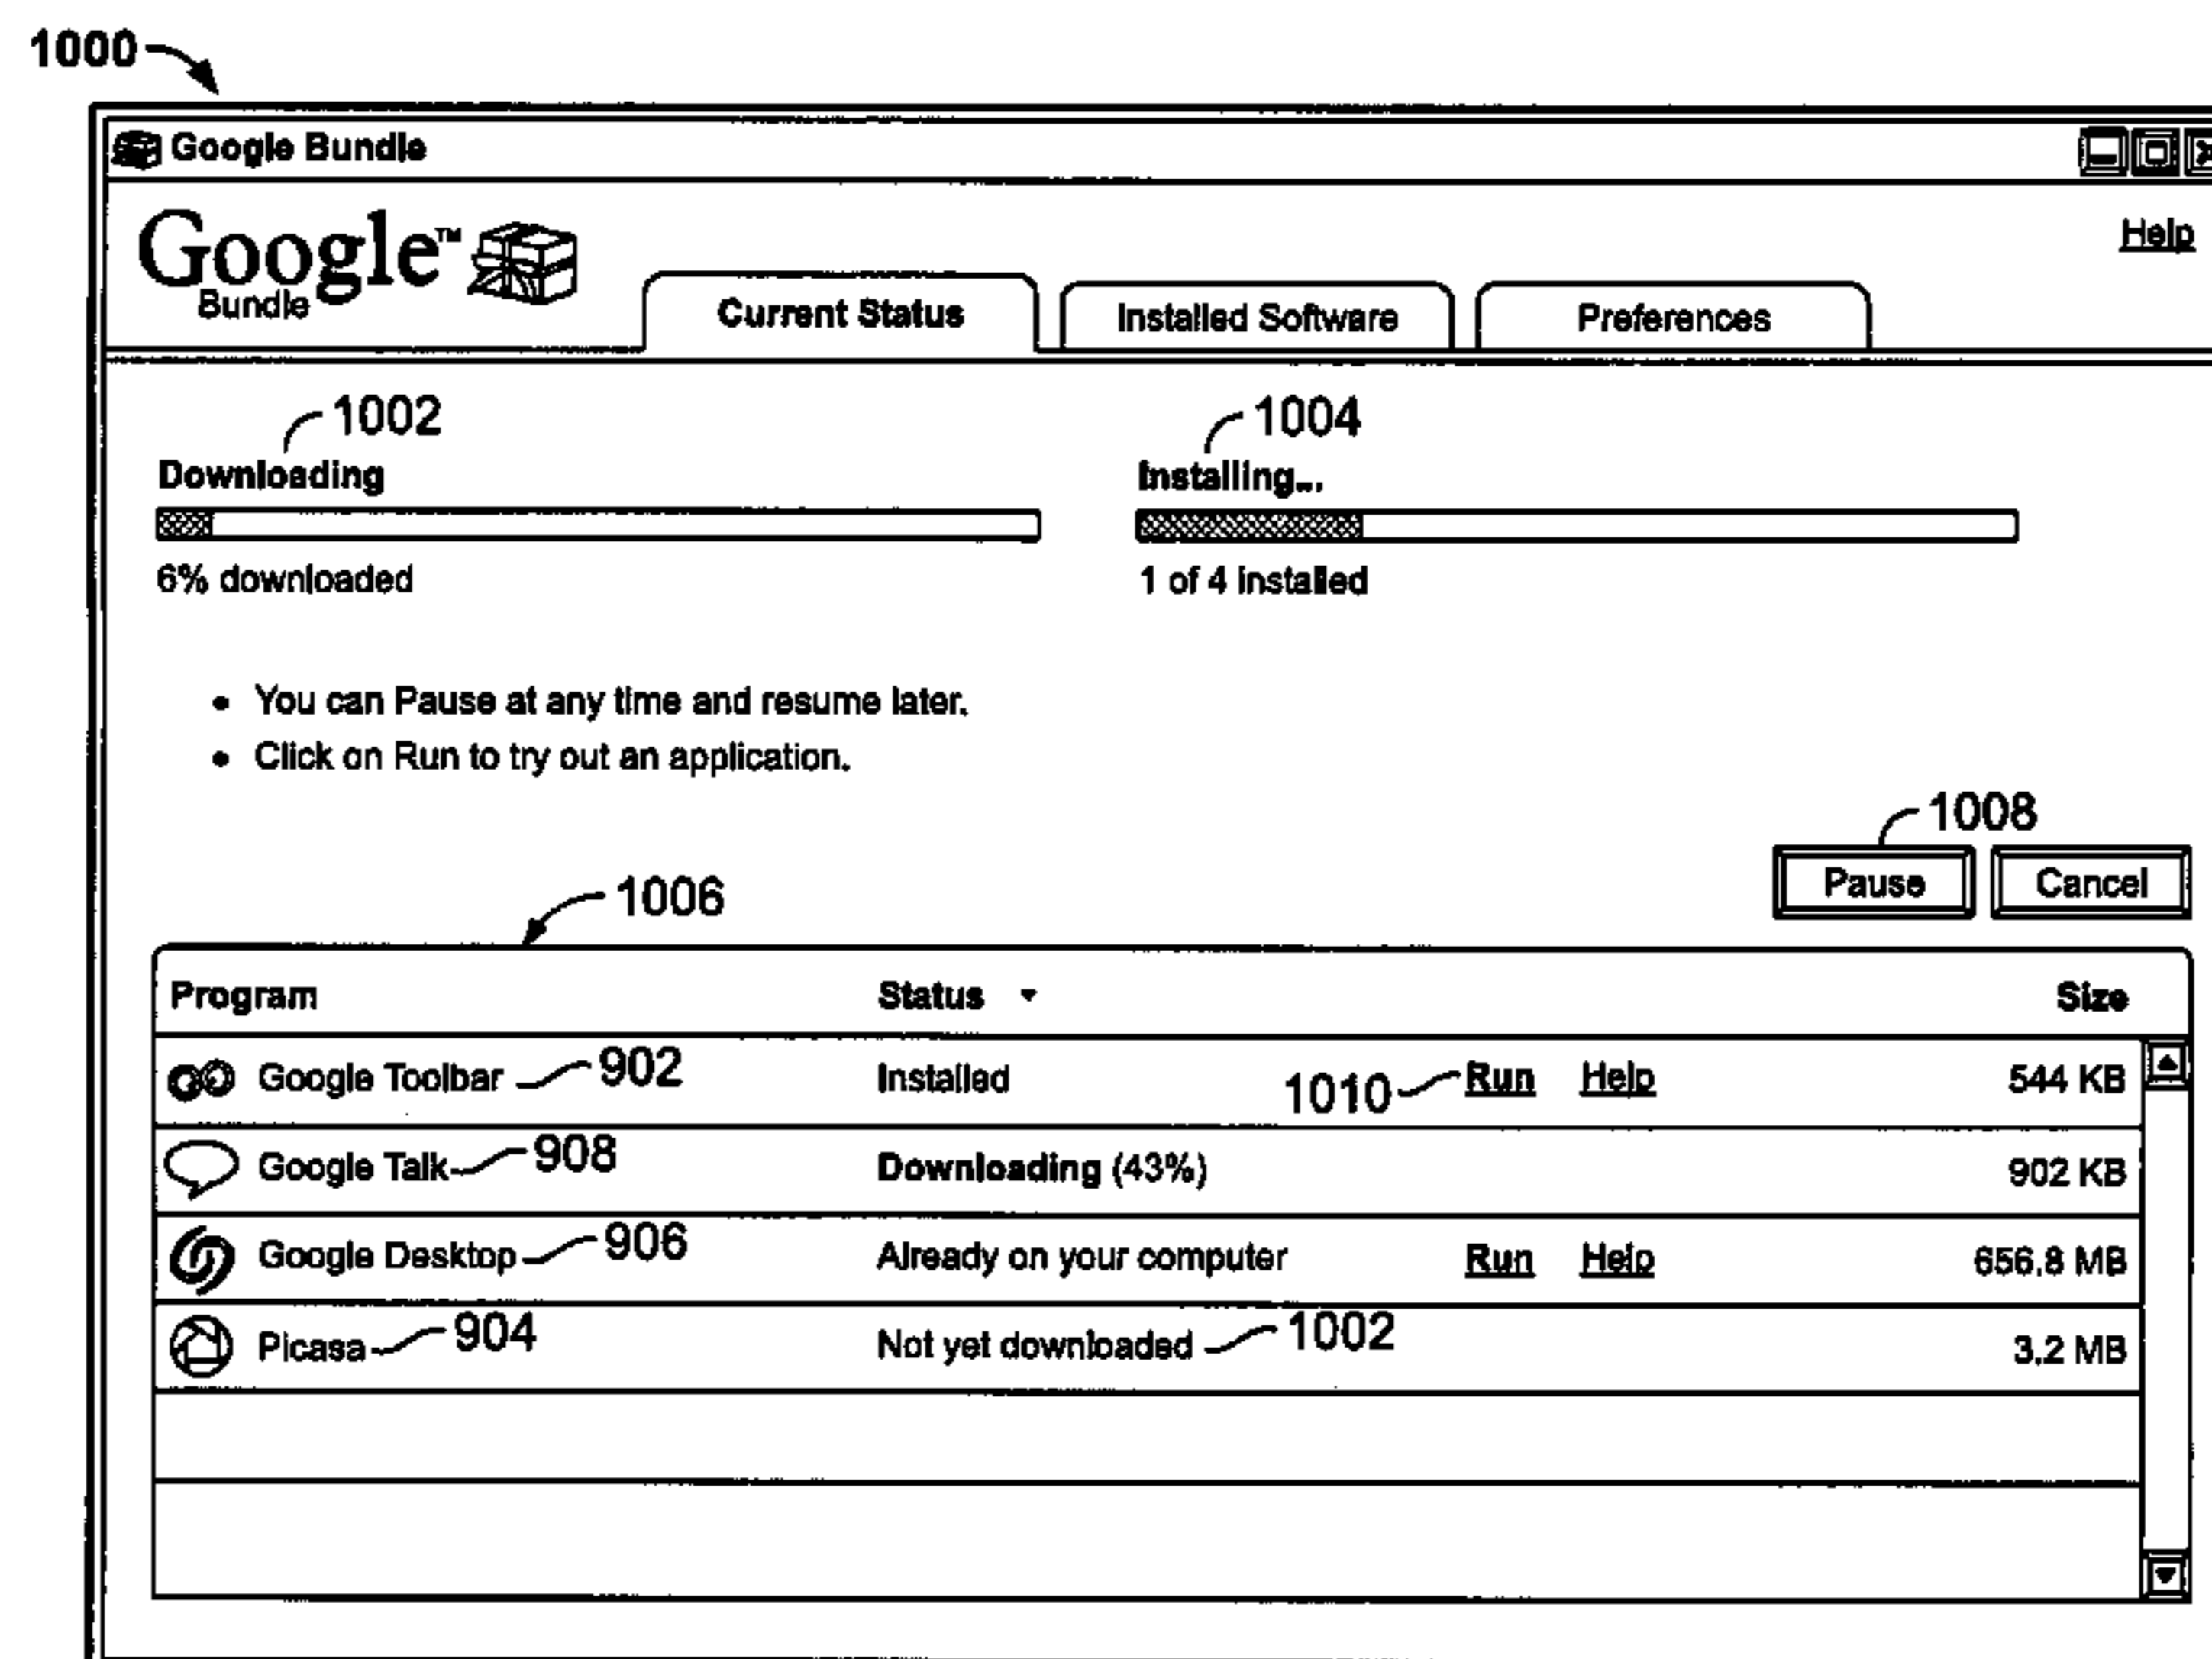 1000
Google Bundle
Google™
Bundle
Help
Current Status Installed Software Preferences
1002 1004
Downloading Installing...
6% downloaded 1 of 4 installed
• You can Pause at any time and resume later.
• Click on Run to try out an application.
1008
Pause Cancel
1006
Program Status Size
Google Toolbar 902 Installed 1010 Run Help 544 KB
Google Talk 908 Downloading (43%) 902 KB
Google Desktop 906 Already on your computer Run Help 656.8 MB
Picasa 904 Not yet downloaded 1002 3.2 MB